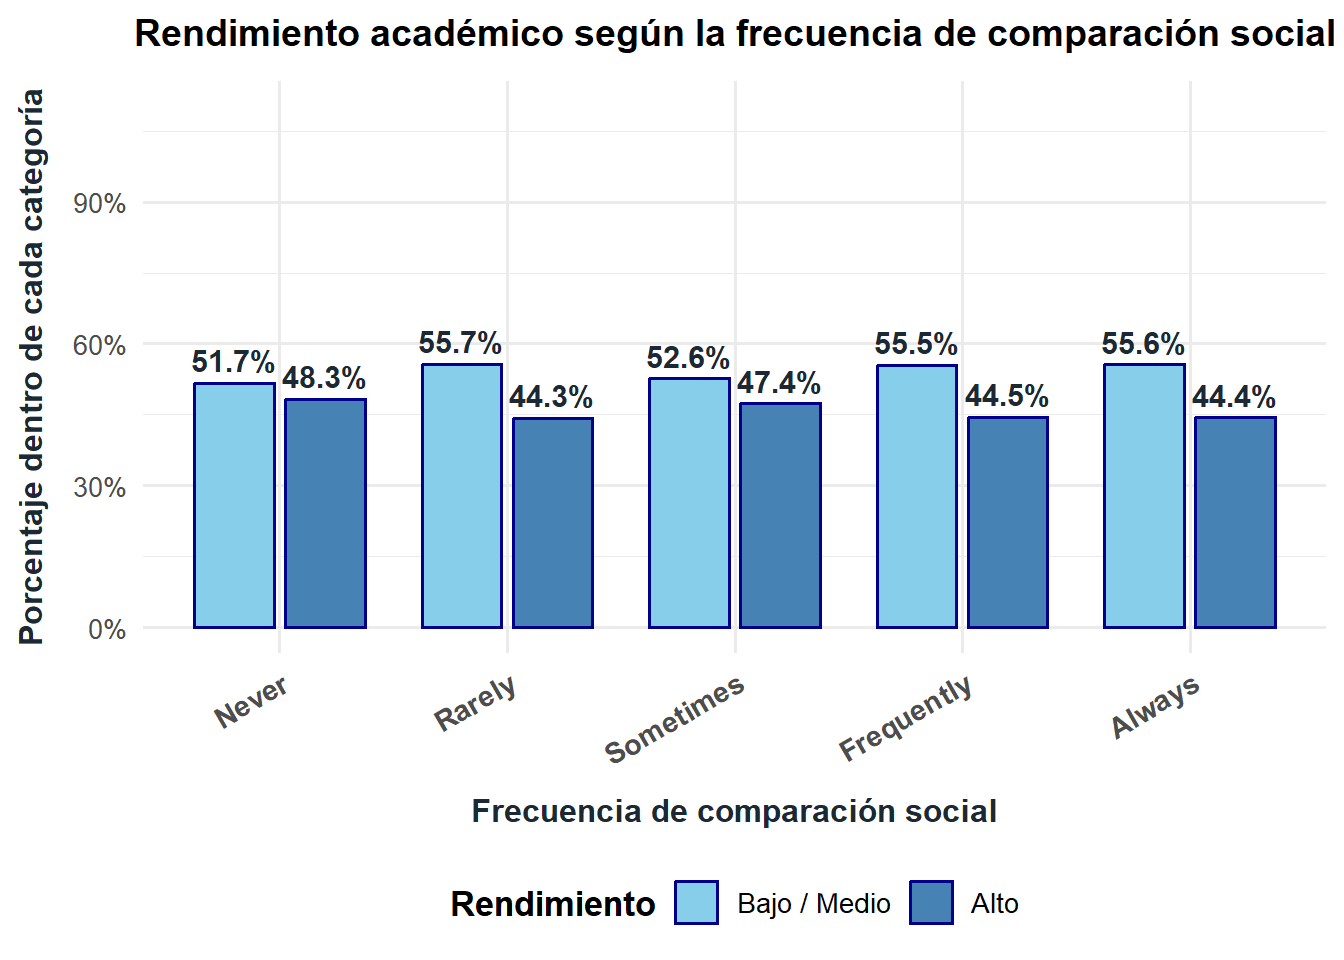 Rendimiento académico según la frecuencia de comparación social
Porcentaje dentro de cada categoría
90%
60%
30%
0%
51.7%
48.3%
55.7%
44.3%
52.6%
47.4%
55.5%
44.5%
55.6%
44.4%
Never
Rarely
Sometimes
Frequently
Always
Frecuencia de comparación social
Rendimiento
Bajo / Medio
Alto